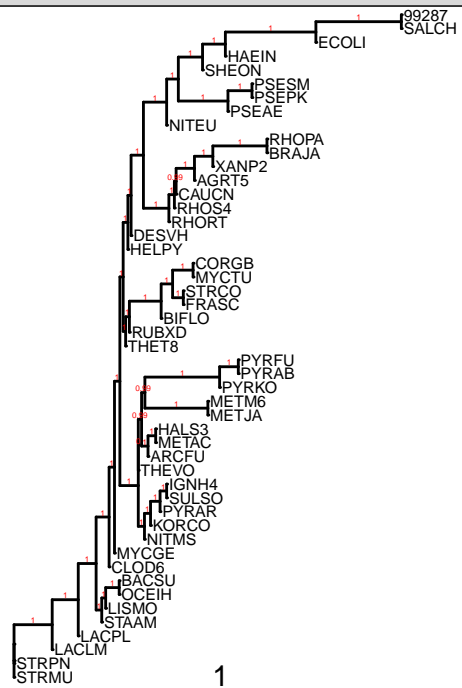 99287
SALCH
ECOLI
HAEIN
SHEON
PSESM
PSEPK
PSEAE
NITEU
RHOPA
BRAJA
XANP2
AGRT5
CAUCN
RHOS4
RHORT
DESVH
HELPY
CORGB
MYCTU
STRCO
FRASC
BIFLO
RUBXD
THET8
PYRFU
PYRAB
PYRKO
METM6
METJA
HALS3
METAC
ARCFU
THEVO
IGNH4
SULSO
PYRAR
KORCO
NITMS
MYCGE
CLOD6
BACSU
OCEIH
LISMO
STAAM
LACPL
LACLM
STRPN
STRMU
1